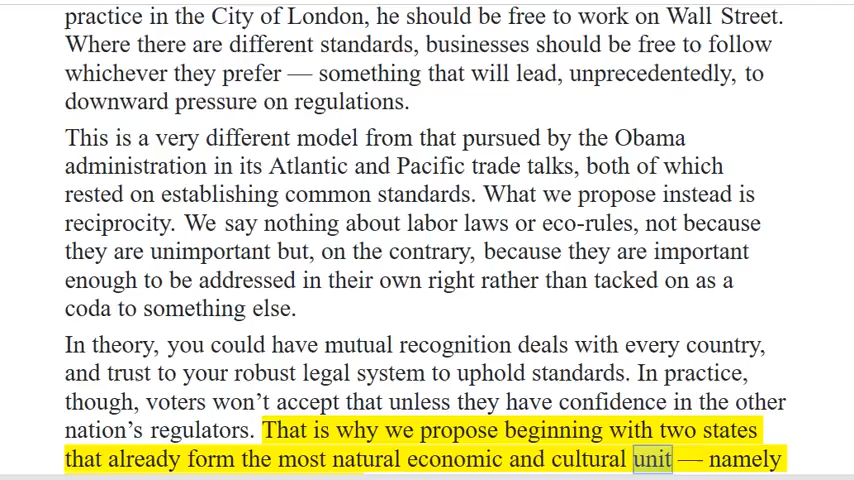 practice in the City of London, he should be free to work on Wall Street.
Where there are different standards, businesses should be free to follow
whichever they prefer — something that will lead, unprecedentedly, to
downward pressure on regulations.
This is a very different model from that pursued by the Obama
administration in its Atlantic and Pacific trade talks, both of which
rested on establishing common standards. What we propose instead is
reciprocity. We say nothing about labor laws or eco-rules, not because
they are unimportant but, on the contrary, because they are important
enough to be addressed in their own right rather than tacked on as a
coda to something else.
In theory, you could have mutual recognition deals with every country,
and trust to your robust legal system to uphold standards. In practice,
though, voters won’t accept that unless they have confidence in the other
nation’s regulators. That is why we propose beginning with two states
that already form the most natural economic and cultural unit — namely